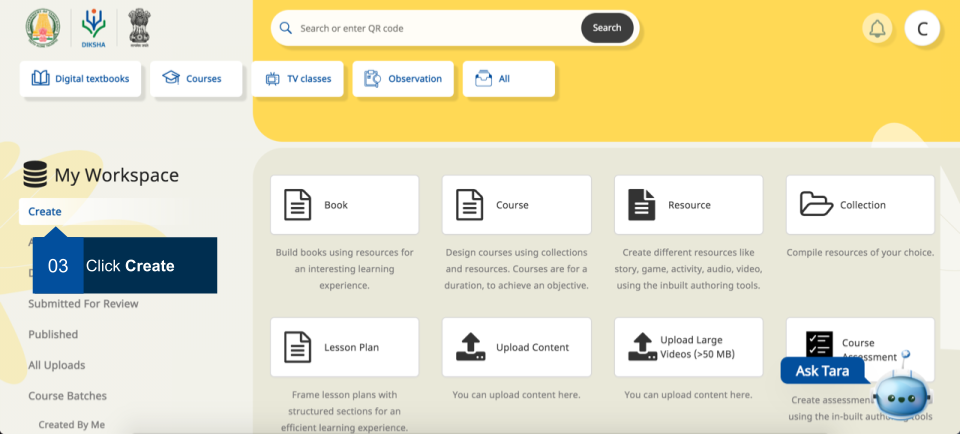 DIKSHA
Search or enter QR code
Search
C
Digital textbooks
Courses
TV classes
Observation
All
My Workspace
Create
03 Click Create
Submitted For Review
Published
All Uploads
Course Batches
Created By Me
Book
Build books using resources for
an interesting learning
experience.
Course
Design courses using collections
and resources. Courses are for a
duration, to achieve an objective.
Resource
Create different resources like
story, game, activity, audio, video,
using the inbuilt authoring tools.
Collection
Compile resources of your choice.
Lesson Plan
Frame lesson plans with
structured sections for an
efficient learning experience.
Upload Content
You can upload content here.
Upload Large
Videos (>50 MB)
You can upload content here.
Course
Assessment
Ask Tara
Create assessment
using the in-built authoring tools